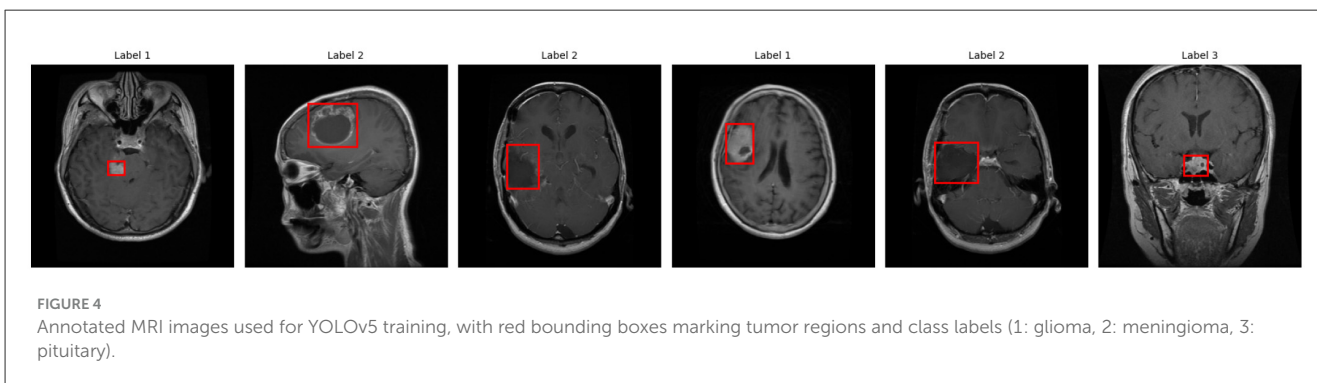 Label 1
Label 2
Label 2
Label 1
Label 2
Label 3
FIGURE 4
Annotated MRI images used for YOLOv5 training, with red bounding boxes marking tumor regions and class labels (1: glioma, 2: meningioma, 3:
pituitary).